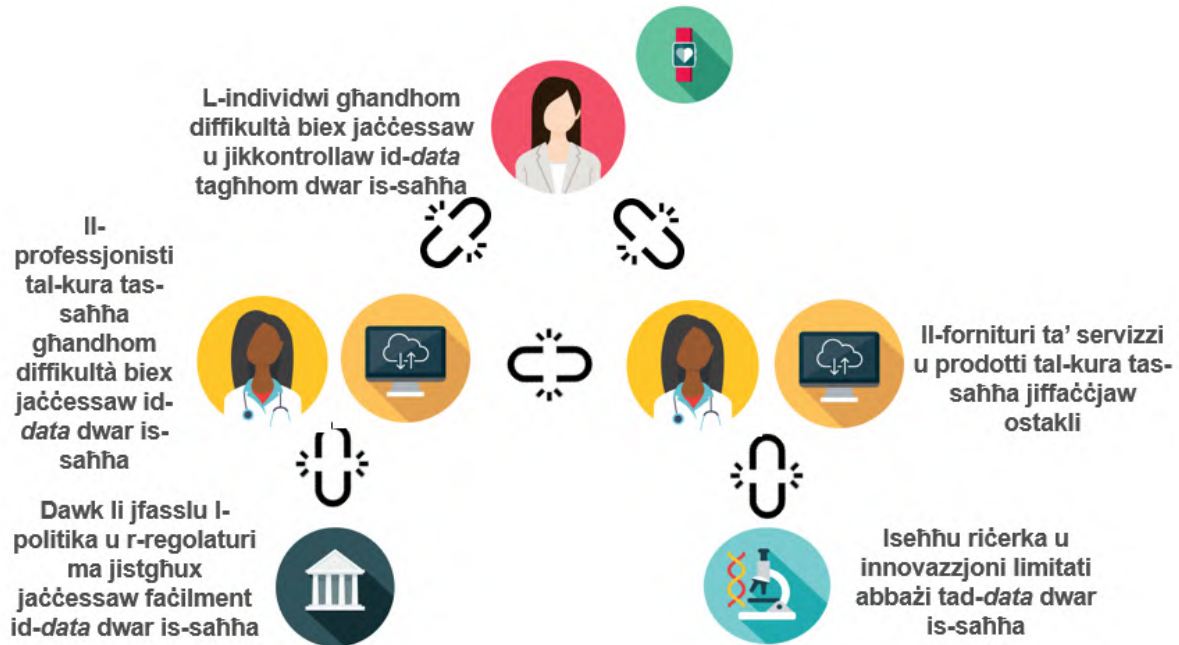 L-individwi għandhom
diffikultà biex jaċċessaw
u jikkontrollaw id-data
tagħhom dwar is-saħħa
Il-
professjonisti
tal-kura tas-
saħħa
għandhom
diffikultà biex
jaċċessaw id-
data dwar is-
saħħa
Il-fornituri ta’ servizzi
u prodotti tal-kura tas-
saħħa jiffaċċjaw
ostakli
Dawk li jfasslu l-
politika u r-regolaturi
ma jistgħux
jaċċessaw faċilment
id-data dwar is-saħħa
Iseħħu riċerka u
innovazzjoni limitati
abbażi tad-data dwar
is-saħħa